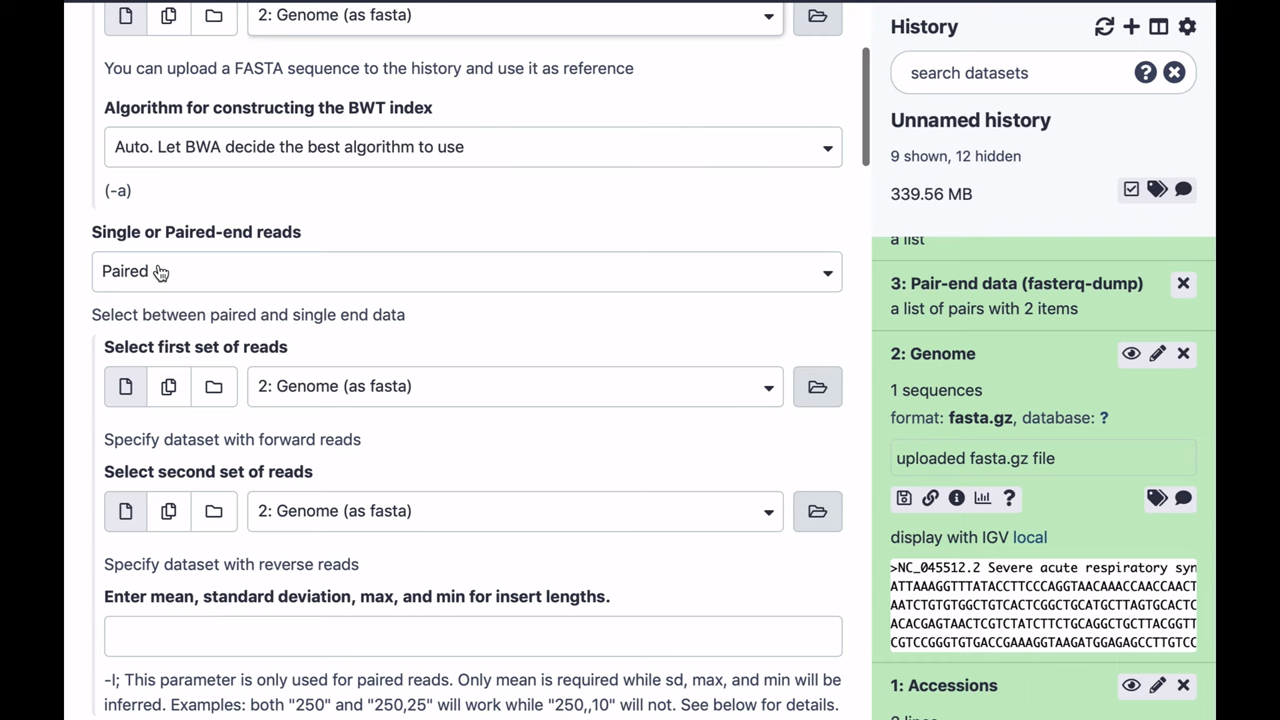 2: Genome (as fasta)
You can upload a FASTA sequence to the history and use it as reference
Algorithm for constructing the BWT index
Auto. Let BWA decide the best algorithm to use
(-a)
Single or Paired-end reads
Paired
Select between paired and single end data
Select first set of reads
2: Genome (as fasta)
Specify dataset with forward reads
Select second set of reads
2: Genome (as fasta)
Specify dataset with reverse reads
Enter mean, standard deviation, max, and min for insert lengths.
-I; This parameter is only used for paired reads. Only mean is required while sd, max, and min will be
inferred. Examples: both "250" and "250,25" will work while "250,,10" will not. See below for details.
History
search datasets
Unnamed history
9 shown, 12 hidden
339.56 MB
a list
3: Pair-end data (fasterq-dump)
a list of pairs with 2 items
2: Genome
1 sequences
format: fasta.gz, database: ?
uploaded fasta.gz file
display with IGV local
>NC_045512.2 Severe acute respiratory syn
ATTAAAGGTTTATACCTTCCCAGGTAACAAACCAACCAACT
AATCTGTGTGGCTGTCACTCGGCTGCATGCTTAGTGCACTC
ACACGAGTAACTCGTCTATCTTCTGCAGGCTGCTTACGGTT
CGTCCGGGTGTGACCGAAAGGTAAGATGGAGAGCCTTGTCC
1: Accessions